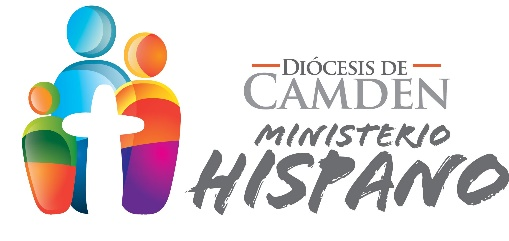 DIÓCESIS DE
CAMDEN
MINISTERIO
HISPANO